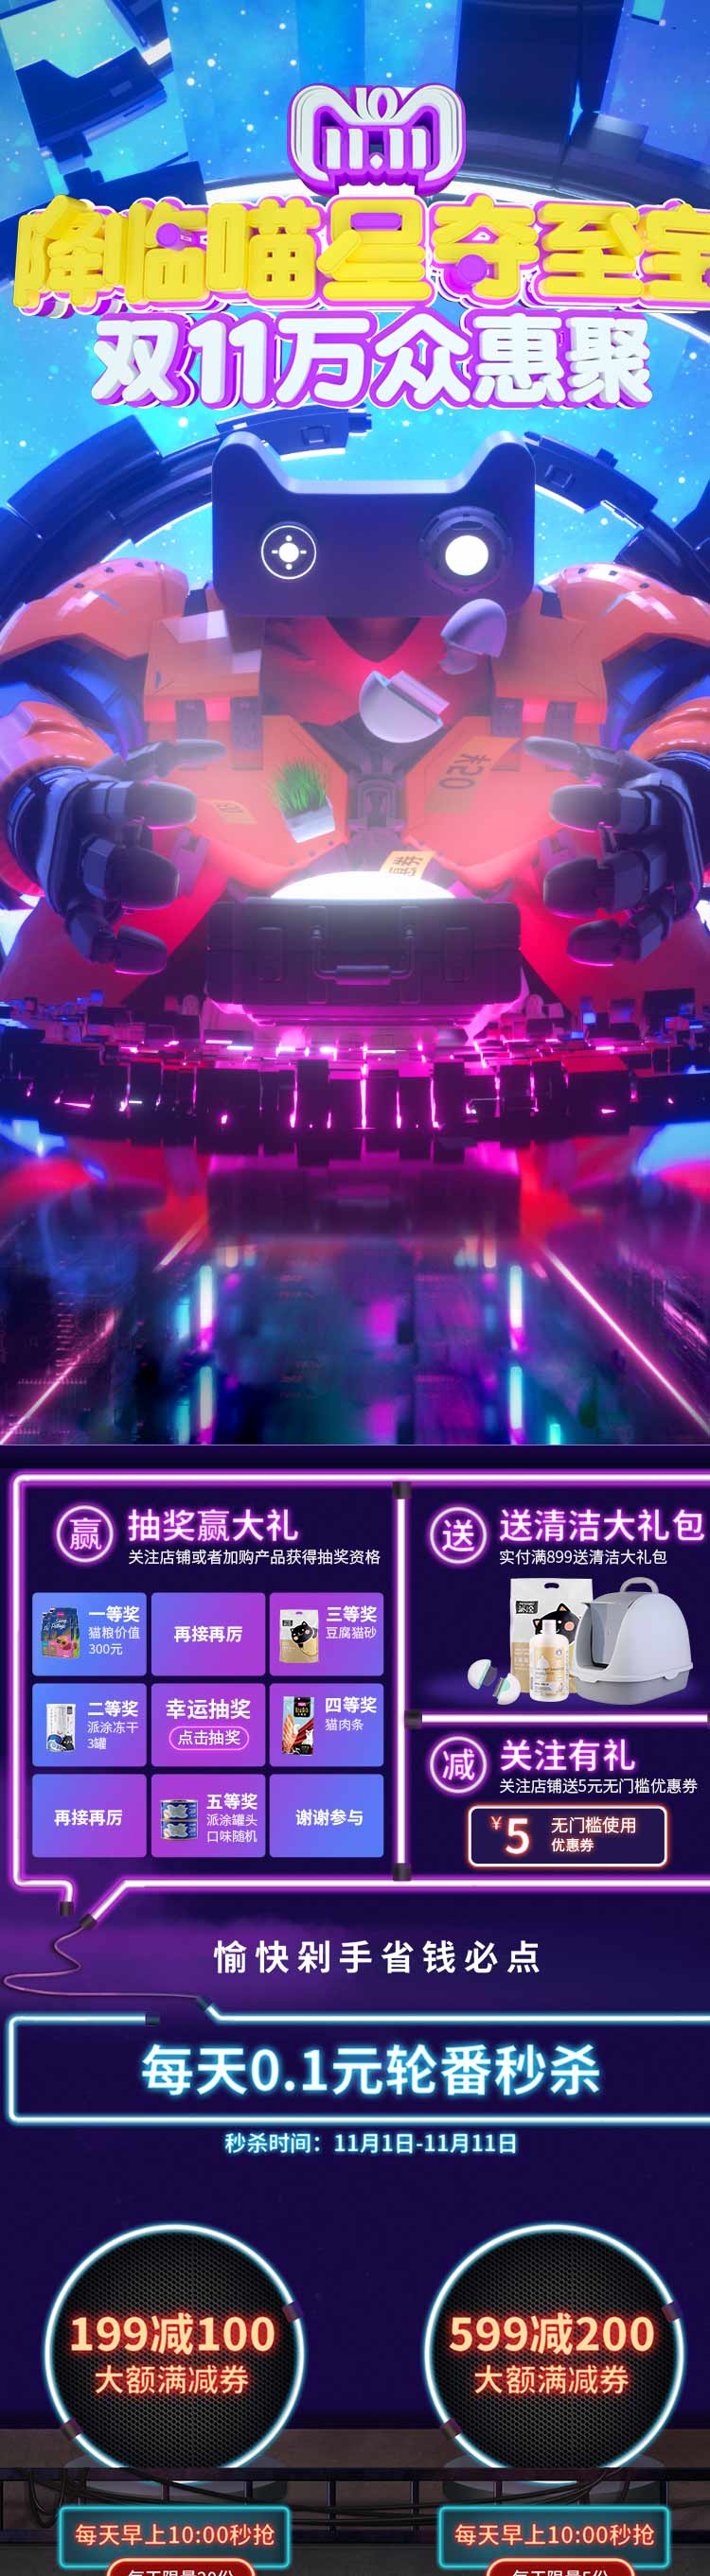 11.11
降临喵星夺至宝
双11万众惠聚
赢
抽奖赢大礼
关注店铺或者加购产品获得抽奖资格
一等奖
猫粮价值
300元
再接再厉
三等奖
豆腐猫砂
二等奖
派涂冻干
3罐
幸运抽奖
点击抽奖
四等奖
猫肉条
再接再厉
五等奖
派涂罐头
口味随机
谢谢参与
送
送清洁大礼包
实付满899送清洁大礼包
减
关注有礼
关注店铺送5元无门槛优惠券
¥5
无门槛使用
优惠券
愉快剁手省钱必点
每天0.1元轮番秒杀
秒杀时间：11月1日-11月11日
199减100
大额满减券
599减200
大额满减券
每天早上10:00秒抢
每天早上10:00秒抢